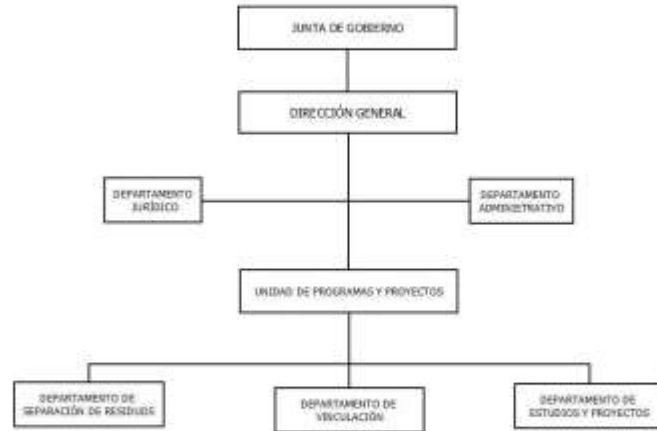 JUNTA DE GOBIERNO
DIRECCIÓN GENERAL
DEPARTAMENTO
JURÍDICO
DEPARTAMENTO
ADMINISTRATIVO
UNIDAD DE PROGRAMAS Y PROYECTOS
DEPARTAMENTO DE
SEPARACIÓN DE RESIDUOS
DEPARTAMENTO DE
VINCULACIÓN
DEPARTAMENTO DE
ESTUDIOS Y PROYECTOS